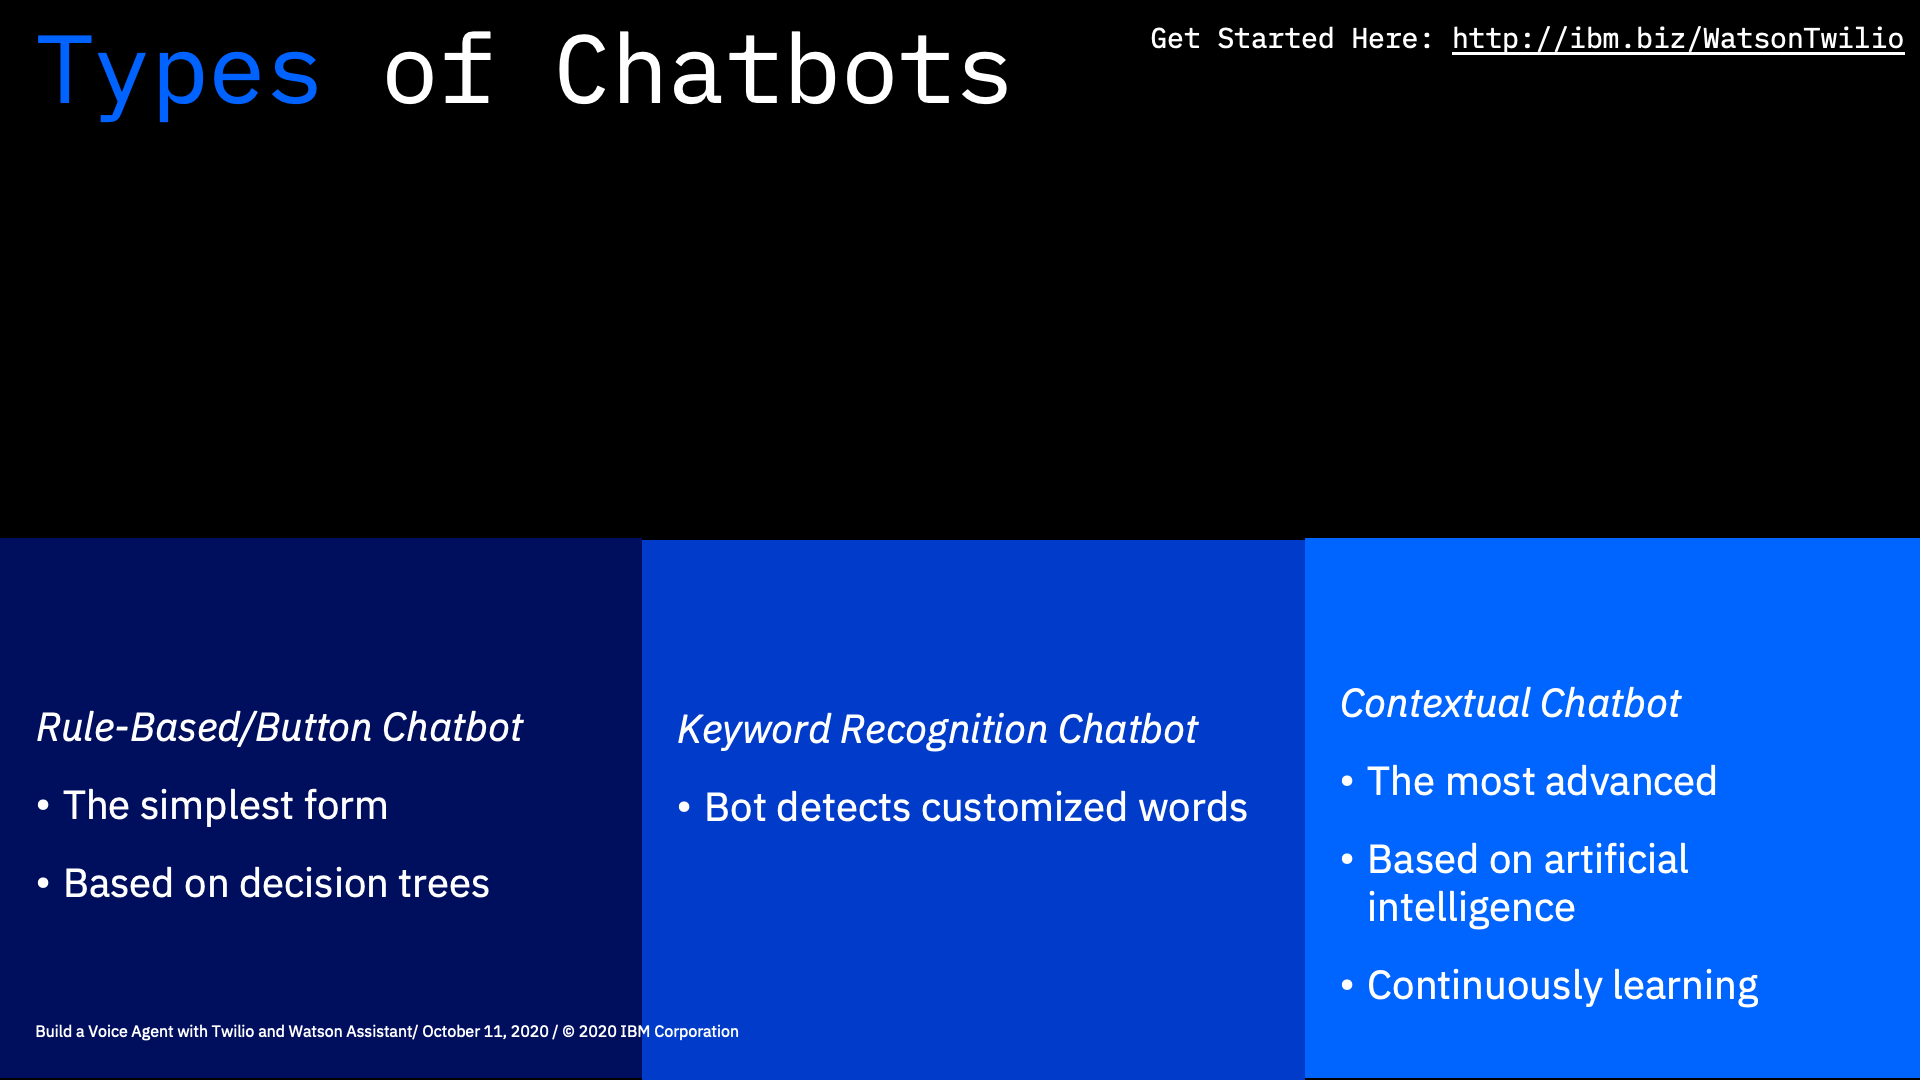 Types of Chatbots
Get Started Here: http://ibm.biz/WatsonTwilio
Rule-Based/Button Chatbot
• The simplest form
• Based on decision trees
Keyword Recognition Chatbot
• Bot detects customized words
Contextual Chatbot
• The most advanced
• Based on artificial
intelligence
• Continuously learning
Build a Voice Agent with Twilio and Watson Assistant/ October 11, 2020 / © 2020 IBM Corporation